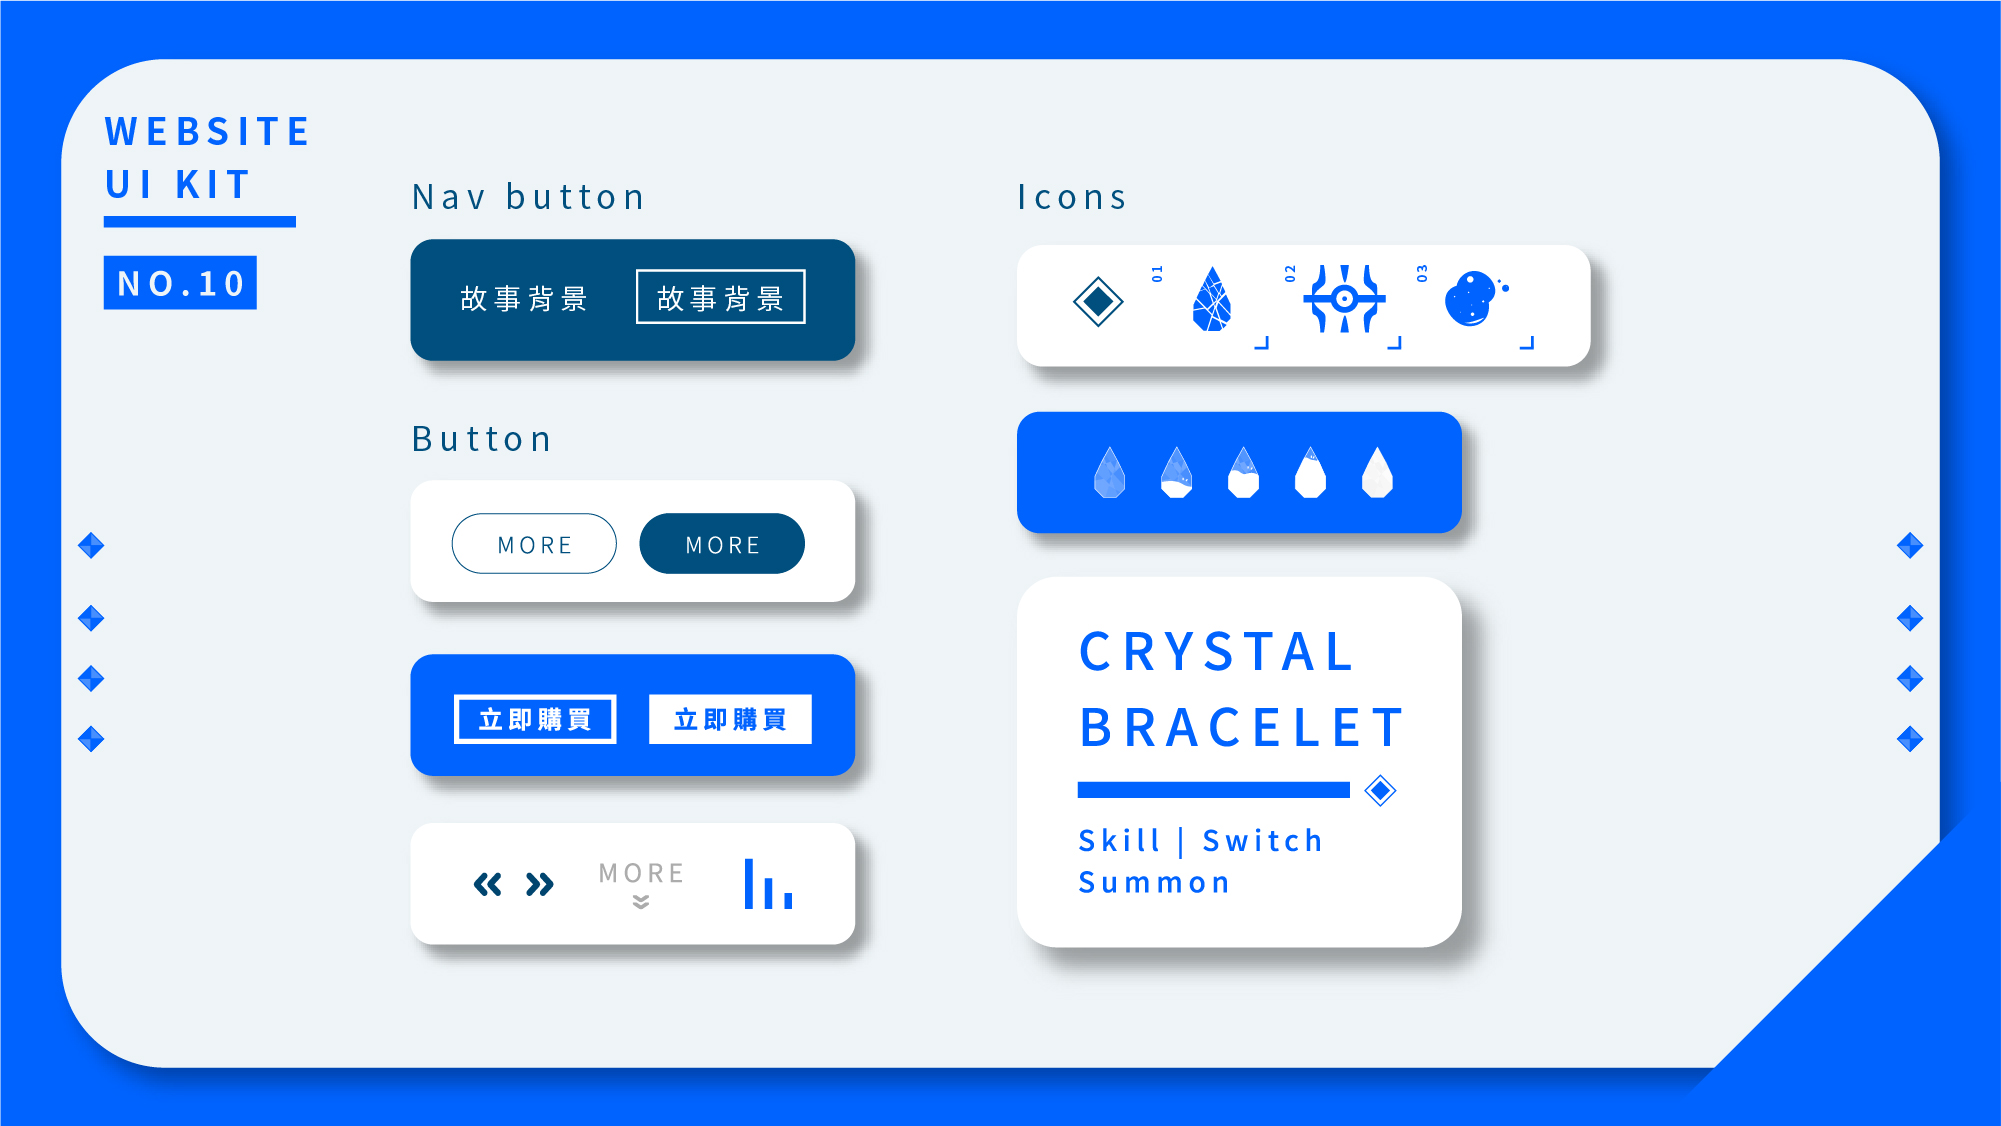 WEBSITE
UI KIT
NO.10
Nav button
故事背景 故事背景
Button
MORE MORE
立即購買 立即購買
MORE
Icons
01 02 03
CRYSTAL
BRACELET
Skill | Switch
Summon